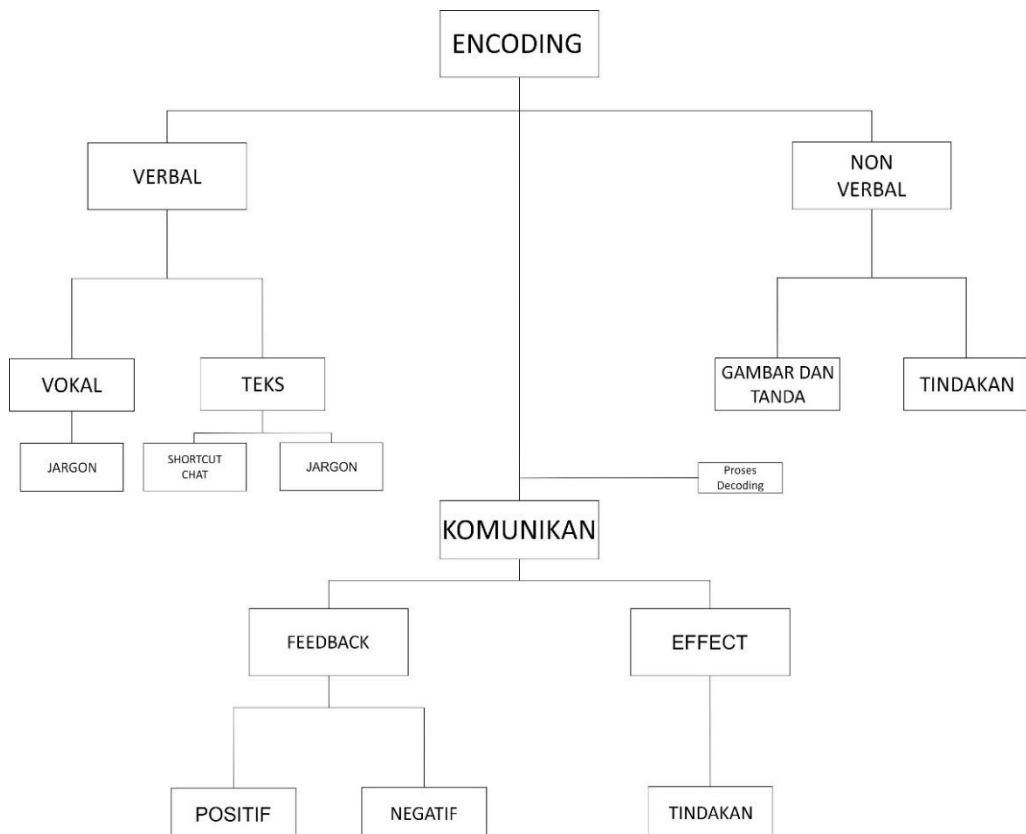 ENCODING
VERBAL
NON
VERBAL
VOKAL
TEKS
GAMBAR DAN
TANDA
TINDAKAN
JARGON
SHORTCUT
CHAT
JARGON
Proses
Decoding
KOMUNIKAN
FEEDBACK
EFFECT
POSITIF
NEGATIF
TINDAKAN